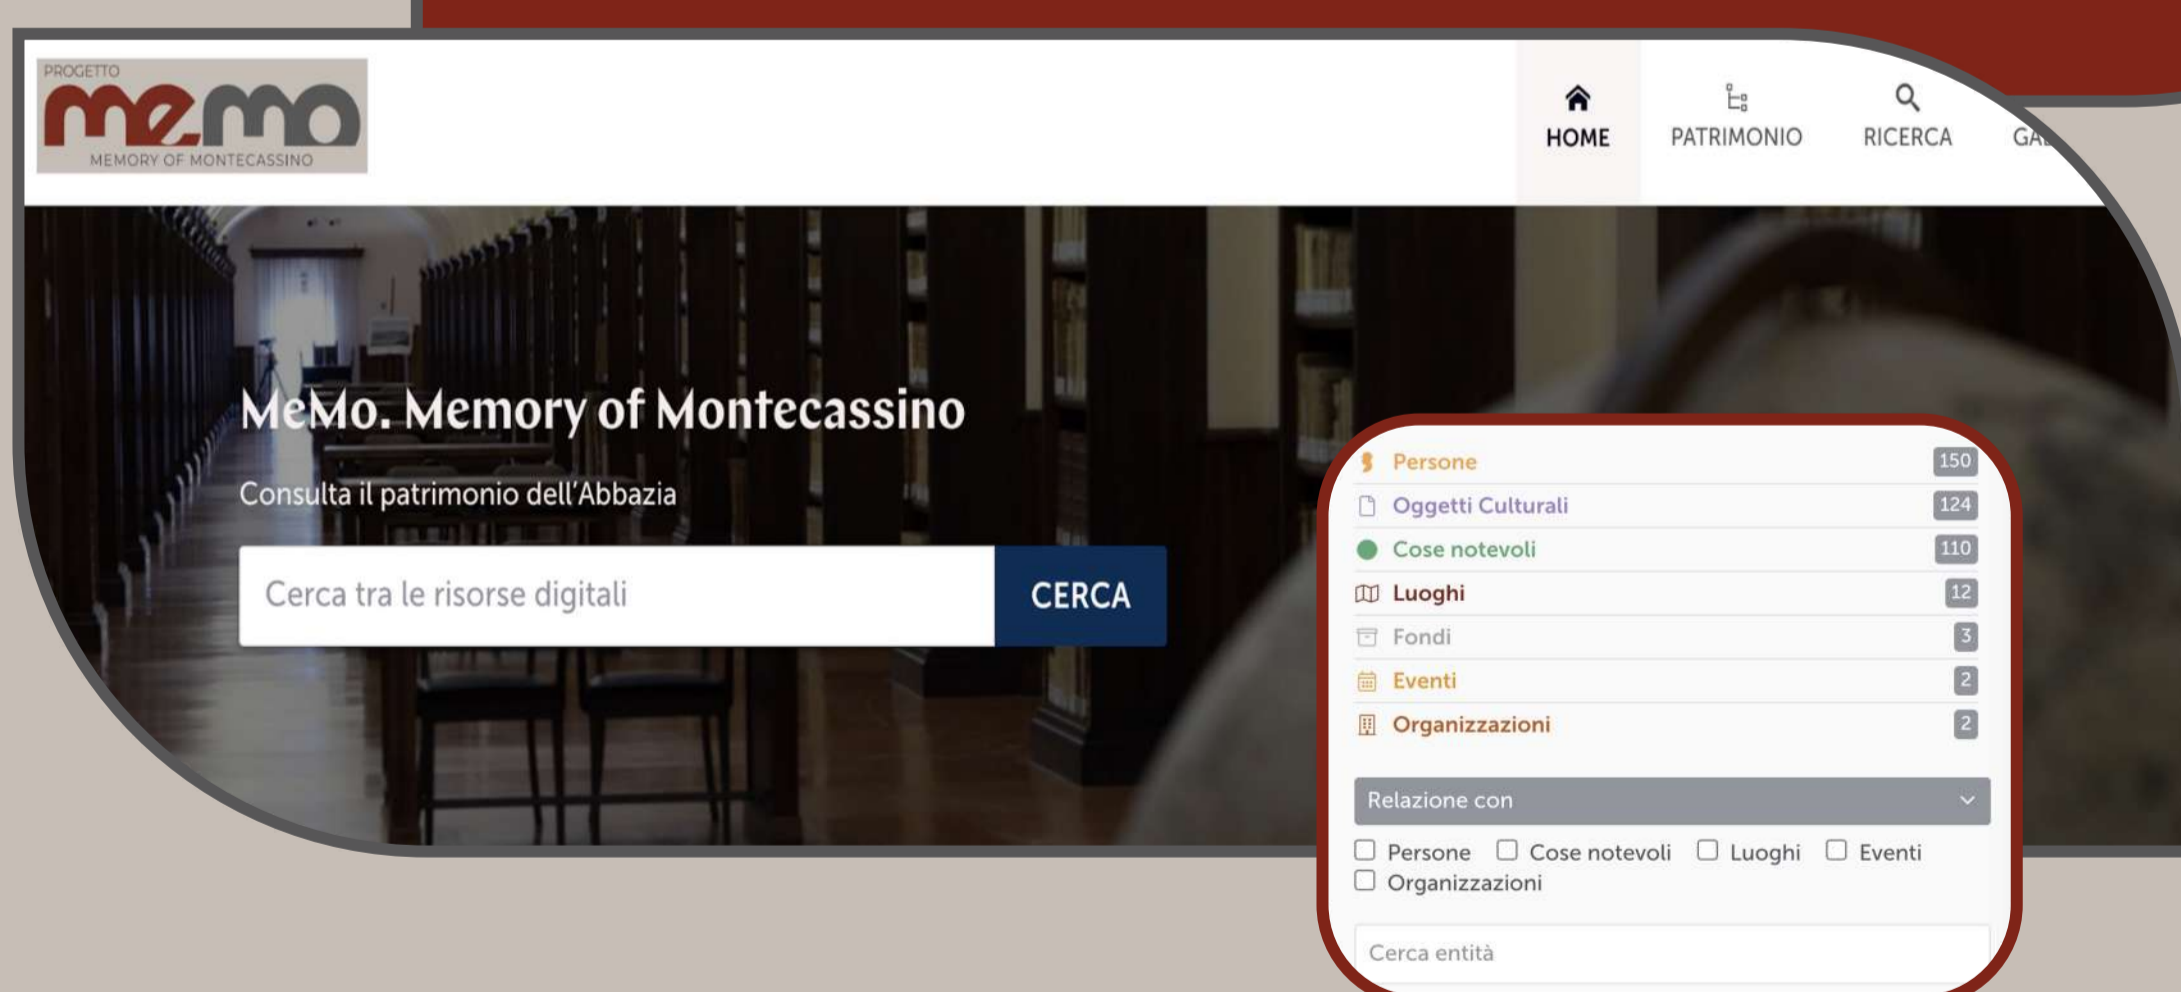 PROGETTO
memo
MEMORY OF MONTECASSINO
HOME
PATRIMONIO
RICERCA
MeMo. Memory of Montecassino
Consulta il patrimonio dell'Abbazia
Cerca tra le risorse digitali
CERCA
Persone 150
Oggetti Culturali 124
Cose notevoli 110
Luoghi 12
Fondi 3
Eventi 2
Organizzazioni 2
Relazione con
Persone Cose notevoli Luoghi Eventi
Organizzazioni
Cerca entità